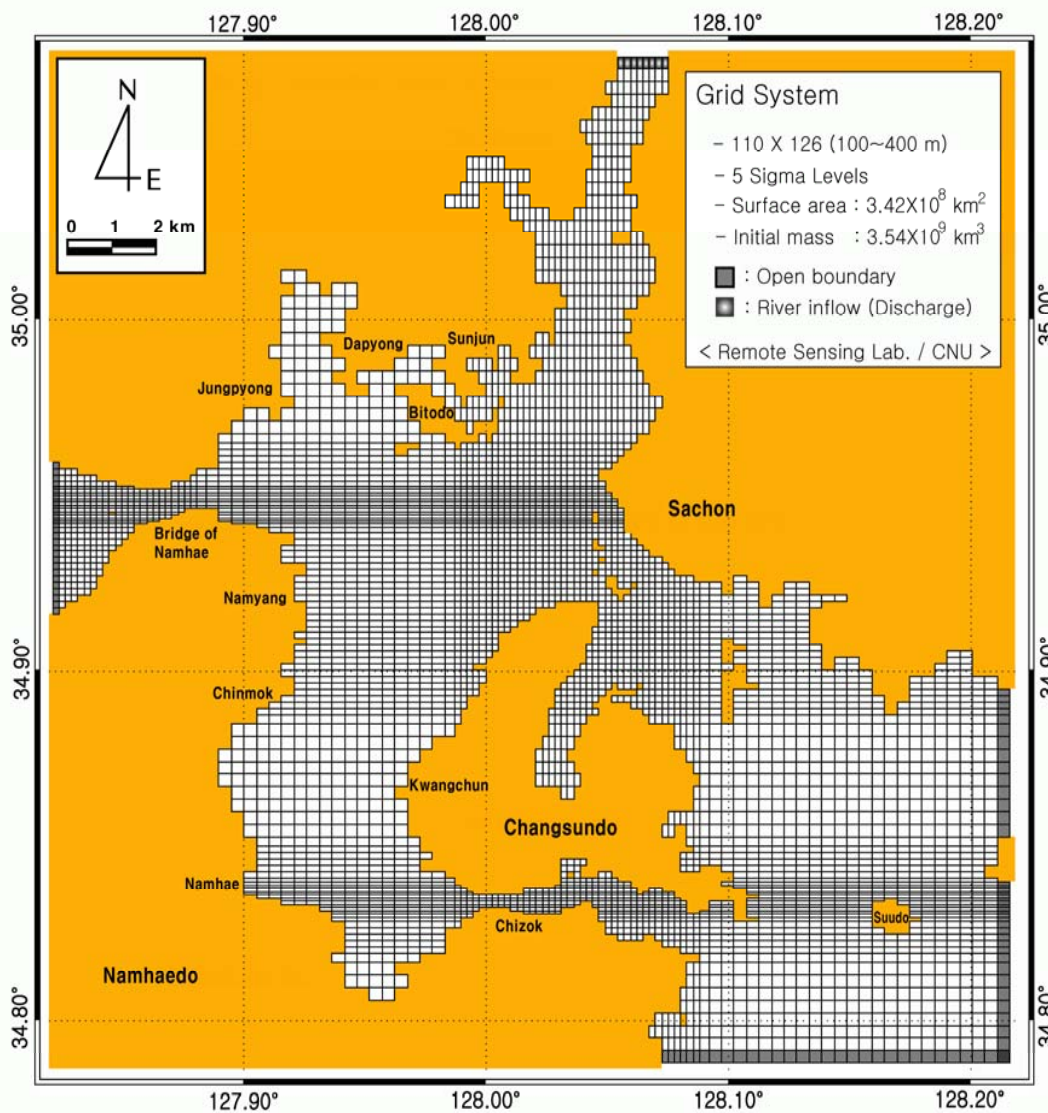 127.90° 128.00° 128.10° 128.20°
N
E
0 1 2 km
Grid System
- 110 X 126 (100~400 m)
- 5 Sigma Levels
- Surface area : 3.42X10⁸ km²
- Initial mass : 3.54X10⁹ km³
: Open boundary
: River inflow (Discharge)
< Remote Sensing Lab. / CNU >
35.00° 35.00°
Dapyong
Sunjun
Jungpyong
Bitodo
Sachon
Bridge of
Namhae
Namyang
34.90° 34.90°
Chinmok
Kwangchun
Changsundo
Namhae
Chizok
Suudo
Namhaedo
34.80° 34.80°
127.90° 128.00° 128.10° 128.20°